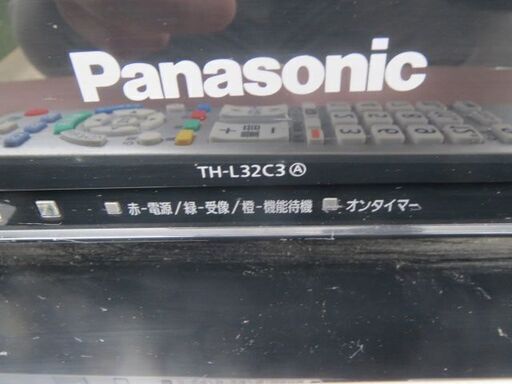 Panasonic
TH-L32C3 Ⓐ
赤-電源/緑-受像/橙-機能待機 オンタイマー